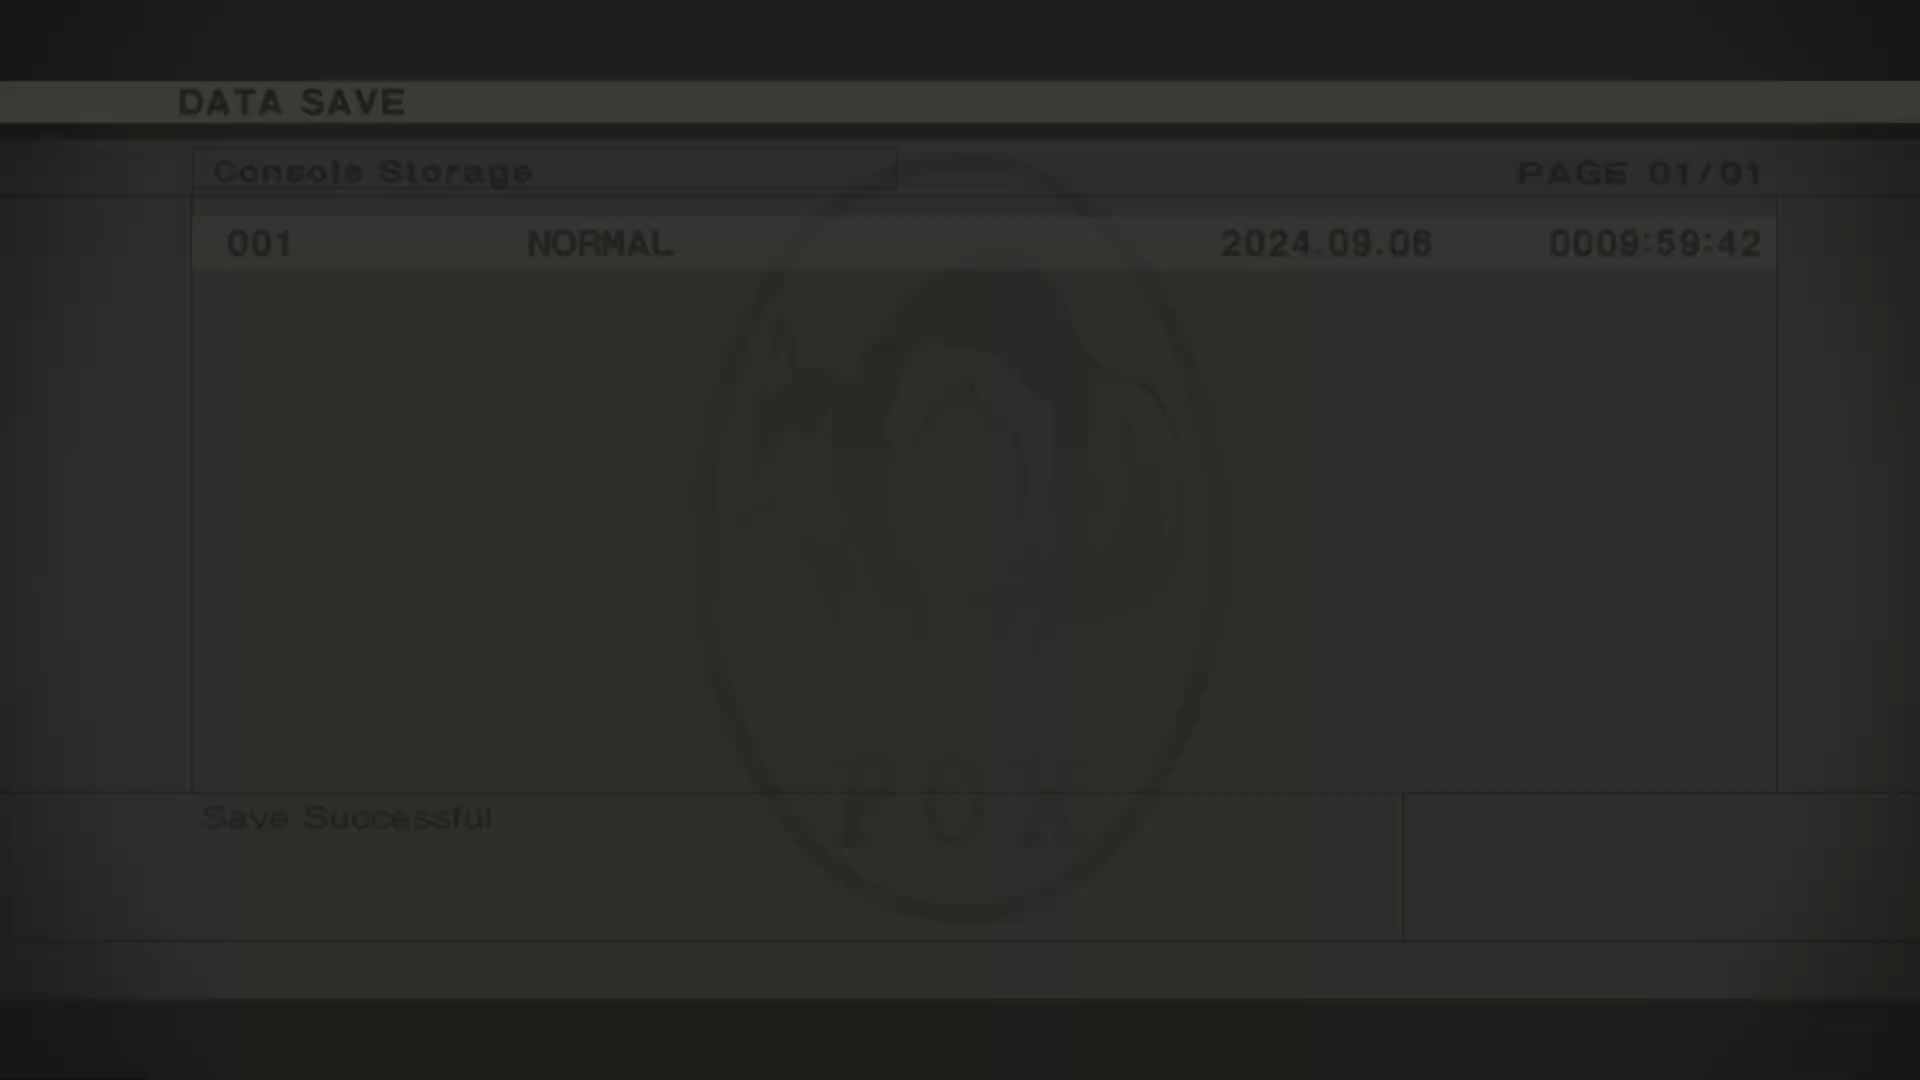 DATA SAVE
Console Storage PAGE 01/01
001 NORMAL 2024.09.06 0009:59:42
FOX
Save Successful